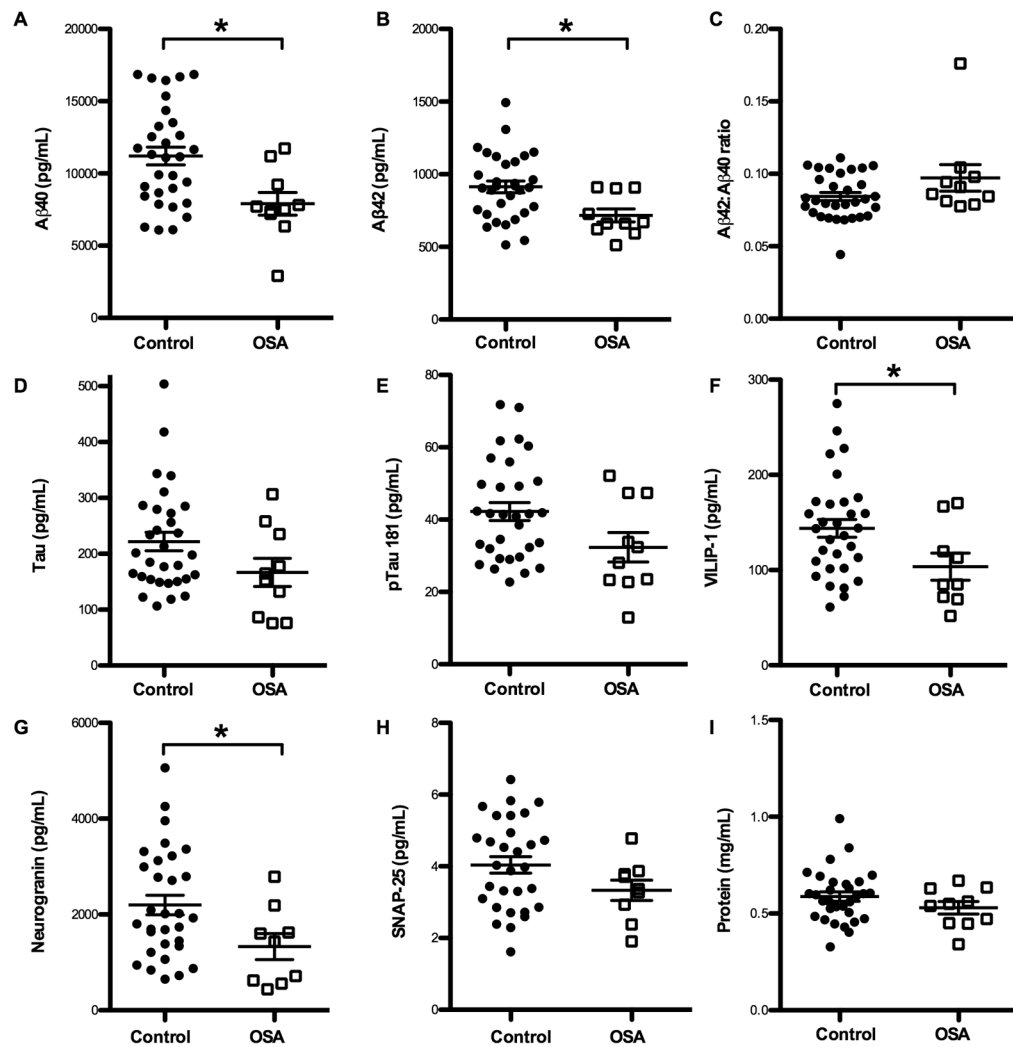 A
B
C
*
*
20000
15000
10000
5000
0
Aβ40 (pg/mL)
Control
OSA
2000
1500
1000
500
0
Aβ42 (pg/mL)
Control
OSA
0.20
0.15
0.10
0.05
0.00
Aβ42:Aβ40 ratio
Control
OSA
D
500
400
300
200
100
0
Tau (pg/mL)
Control
OSA
E
80
60
40
20
0
pTau 181 (pg/mL)
Control
OSA
F
*
300
200
100
0
VILIP-1 (pg/mL)
Control
OSA
G
*
6000
4000
2000
0
Neurogranin (pg/mL)
Control
OSA
H
8
6
4
2
0
SNAP-25 (pg/mL)
Control
OSA
I
1.5
1.0
0.5
0.0
Protein (mg/mL)
Control
OSA